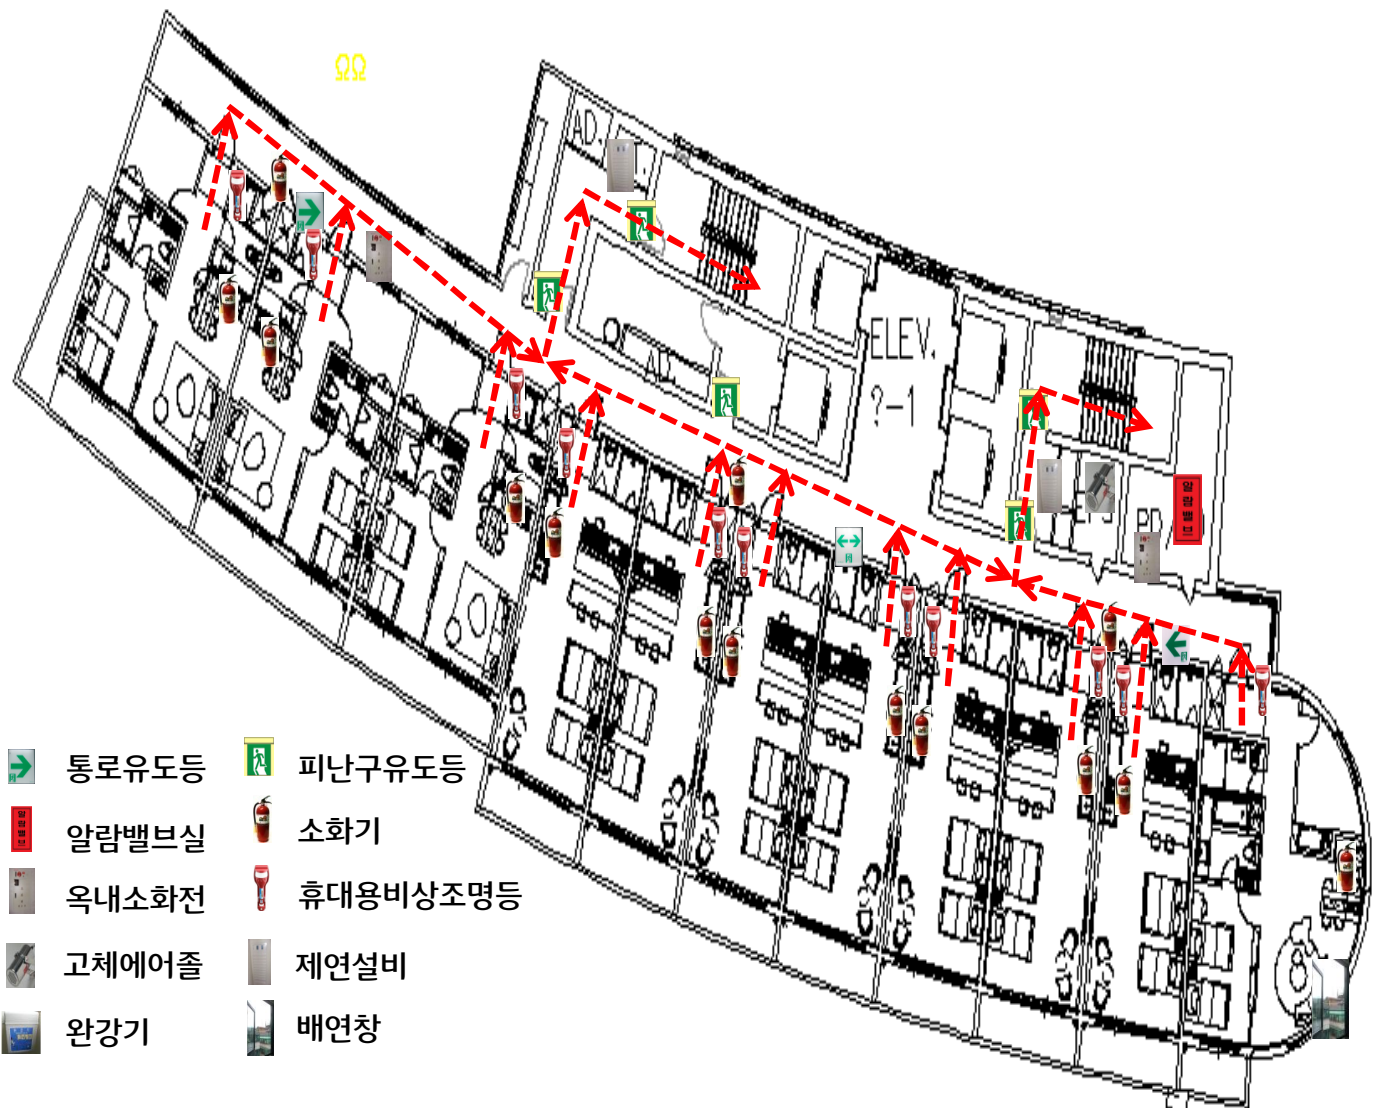 ΩΩ
AD.
AD.
ELEV.
?-1
알
람
밸
브
통로유도등
피난구유도등
알람밸브실
소화기
옥내소화전
휴대용비상조명등
고체에어졸
제연설비
완강기
배연창